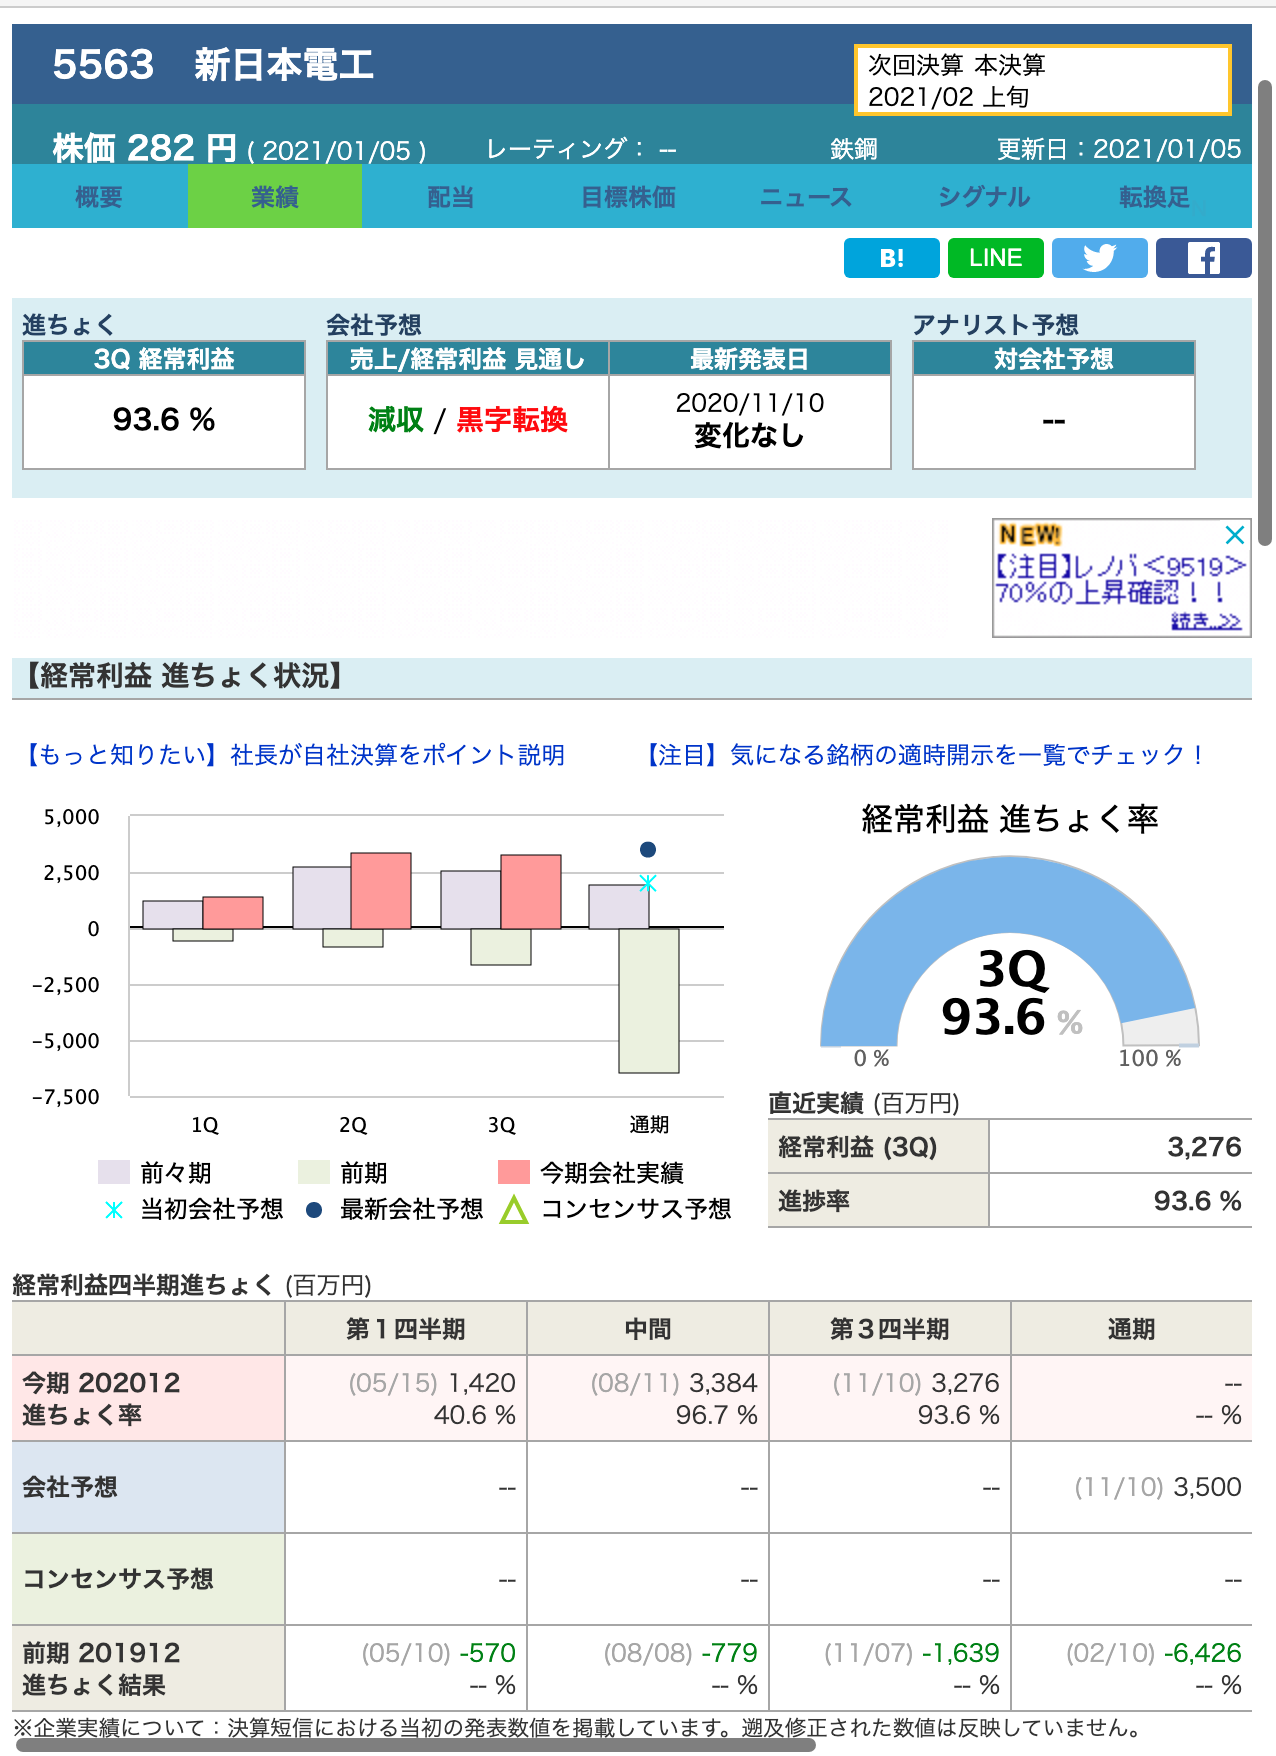 5563 新日本電工
次回決算 本決算
2021/02 上旬
株価 282 円 ( 2021/01/05 ) レーティング： -- 鉄鋼 更新日：2021/01/05
概要 業績 配当 目標株価 ニュース シグナル 転換足
B! LINE
進ちょく 会社予想 アナリスト予想
3Q 経常利益 売上/経常利益 見通し 最新発表日 対会社予想
93.6 % 減収 / 黒字転換 2020/11/10 --
変化なし
NEW!
【注目】レノバ<9519>
70%の上昇確認！！
続き..>>
【経常利益 進ちょく状況】
【もっと知りたい】社長が自社決算をポイント説明 【注目】気になる銘柄の適時開示を一覧でチェック！
5,000
2,500
0
-2,500
-5,000
-7,500
1Q 2Q 3Q 通期
前々期 前期 今期会社実績
当初会社予想 最新会社予想 コンセンサス予想
経常利益 進ちょく率
3Q
93.6 %
0 % 100 %
直近実績 (百万円)
経常利益 (3Q) 3,276
進捗率 93.6 %
経常利益四半期進ちょく (百万円)
第１四半期 中間 第３四半期 通期
今期 202012 (05/15) 1,420 (08/11) 3,384 (11/10) 3,276 --
進ちょく率 40.6 % 96.7 % 93.6 % -- %
会社予想 -- -- -- (11/10) 3,500
コンセンサス予想 -- -- -- --
前期 201912 (05/10) -570 (08/08) -779 (11/07) -1,639 (02/10) -6,426
進ちょく結果 -- % -- % -- % -- %
※企業実績について：決算短信における当初の発表数値を掲載しています。遡及修正された数値は反映していません。